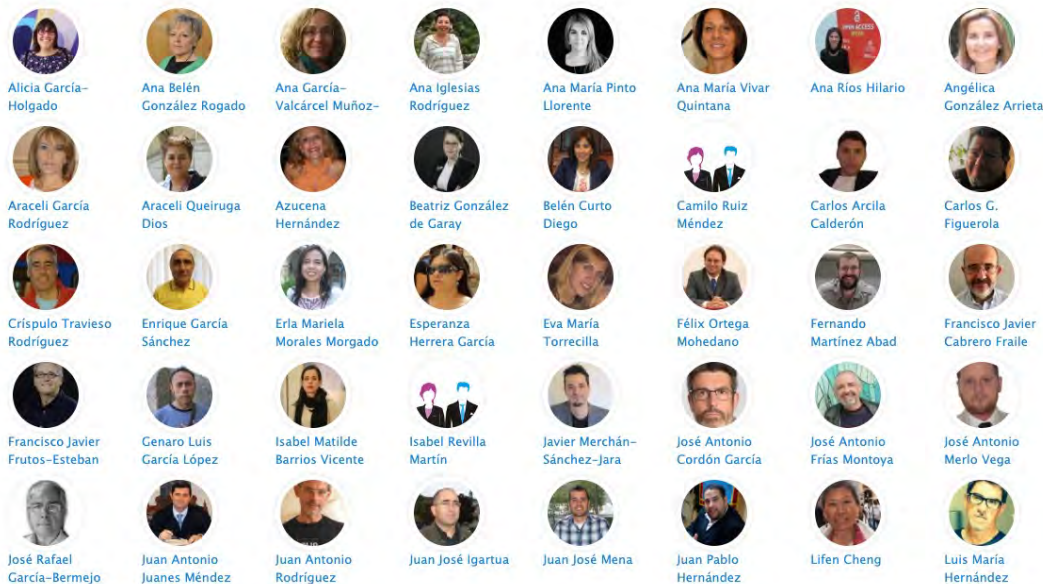 Alicia García-
Holgado
Ana Belén
González Rogado
Ana García-
Valcárcel Muñoz-
Ana Iglesias
Rodríguez
Ana María Pinto
Llorente
Ana María Vivar
Quintana
Ana Ríos Hilario
Angélica
González Arrieta
Araceli García
Rodríguez
Araceli Queiruga
Dios
Azucena
Hernández
Beatriz González
de Garay
Belén Curto
Diego
Camilo Ruiz
Méndez
Carlos Arcila
Calderón
Carlos G.
Figuerola
Críspulo Travieso
Rodríguez
Enrique García
Sánchez
Erla Mariela
Morales Morgado
Esperanza
Herrera García
Eva María
Torrecilla
Félix Ortega
Mohedano
Fernando
Martínez Abad
Francisco Javier
Cabrero Fraile
Francisco Javier
Frutos-Esteban
Genaro Luis
García López
Isabel Matilde
Barrios Vicente
Isabel Revilla
Martín
Javier Merchán-
Sánchez-Jara
José Antonio
Cordón García
José Antonio
Frías Montoya
José Antonio
Merlo Vega
José Rafael
García-Bermejo
Juan Antonio
Juanes Méndez
Juan Antonio
Rodríguez
Juan José Igartua
Juan José Mena
Juan Pablo
Hernández
Lifen Cheng
Luis María
Hernández
OPEN ACCESS